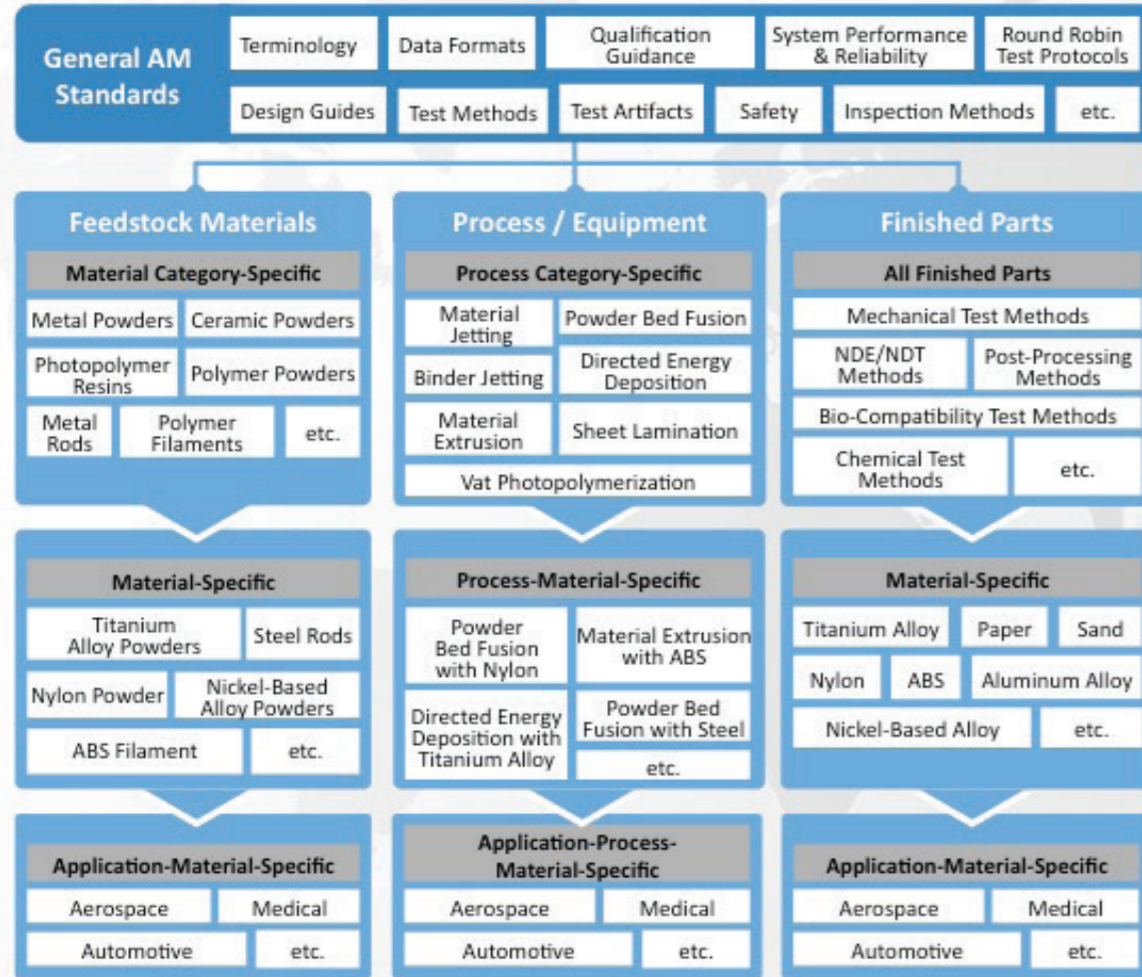 General AM
Standards
Terminology
Data Formats
Qualification
Guidance
System Performance
& Reliability
Round Robin
Test Protocols
Design Guides
Test Methods
Test Artifacts
Safety
Inspection Methods
etc.
Feedstock Materials
Material Category-Specific
Metal Powders
Ceramic Powders
Photopolymer
Resins
Polymer Powders
Metal
Rods
Polymer
Filaments
etc.
Material-Specific
Titanium
Alloy Powders
Steel Rods
Nylon Powder
Nickel-Based
Alloy Powders
ABS Filament
etc.
Application-Material-Specific
Aerospace
Medical
Automotive
etc.
Process / Equipment
Process Category-Specific
Material
Jetting
Powder Bed Fusion
Binder Jetting
Directed Energy
Deposition
Material
Extrusion
Sheet Lamination
Vat Photopolymerization
Process-Material-Specific
Powder
Bed Fusion
with Nylon
Material Extrusion
with ABS
Directed Energy
Deposition with
Titanium Alloy
Powder Bed
Fusion with Steel
etc.
Application-Process-
Material-Specific
Aerospace
Medical
Automotive
etc.
Finished Parts
All Finished Parts
Mechanical Test Methods
NDE/NDT
Methods
Post-Processing
Methods
Bio-Compatibility Test Methods
Chemical Test
Methods
etc.
Material-Specific
Titanium Alloy
Paper
Sand
Nylon
ABS
Aluminum Alloy
Nickel-Based Alloy
etc.
Application-Material-Specific
Aerospace
Medical
Automotive
etc.